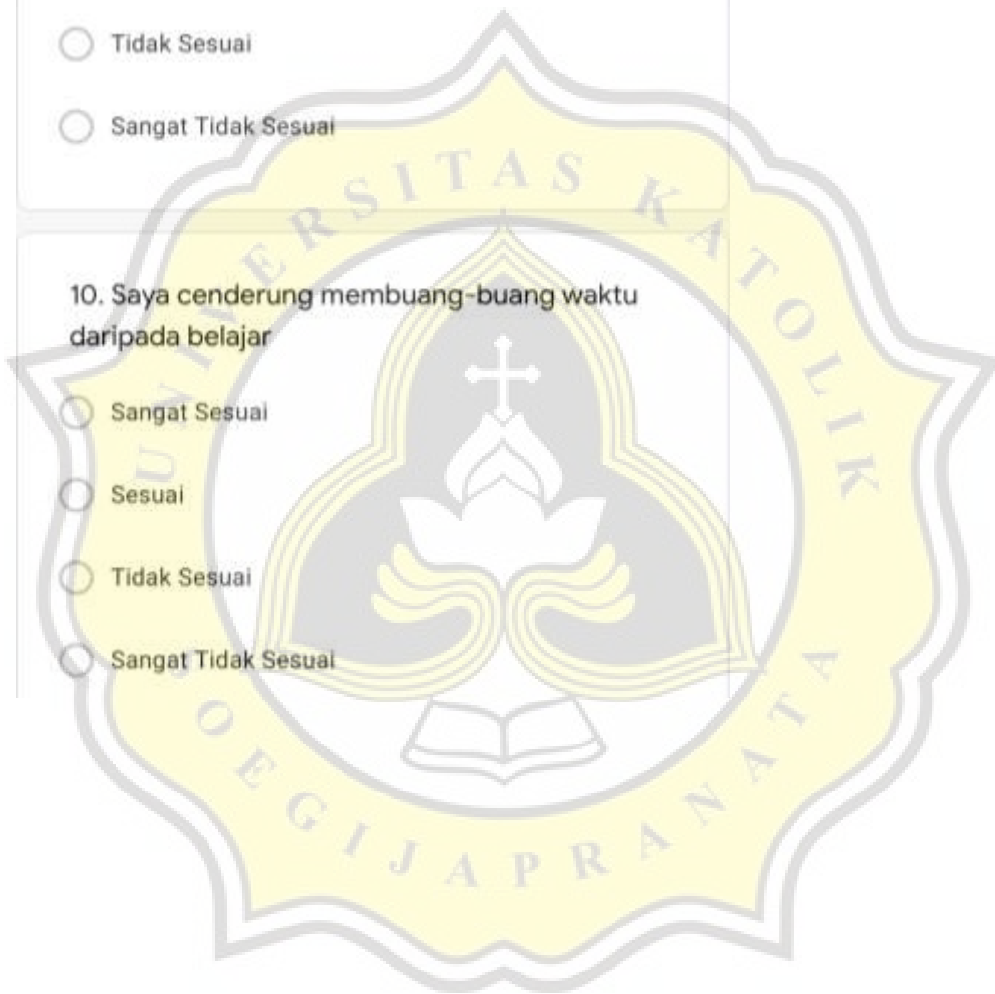 Tidak Sesuai
Sangat Tidak Sesuai
10. Saya cenderung membuang-buang waktu
daripada belajar
Sangat Sesuai
Sesuai
Tidak Sesuai
Sangat Tidak Sesuai
UNIVERSITAS KATOLIK
SOEGIJAPRANATA